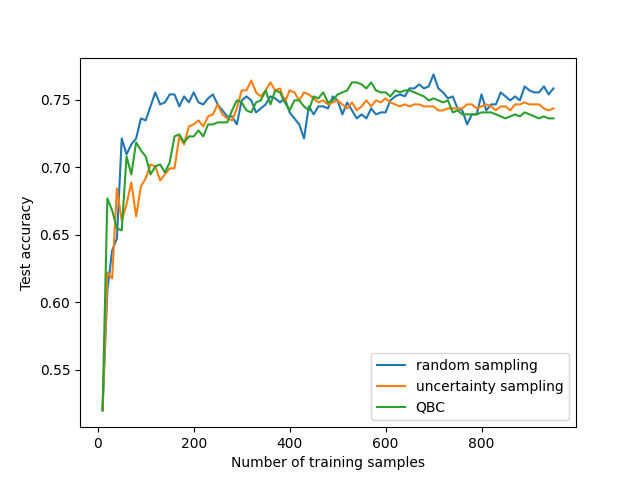 0.75
0.70
0.65
0.60
0.55
Test accuracy
0
200
400
600
800
Number of training samples
random sampling
uncertainty sampling
QBC